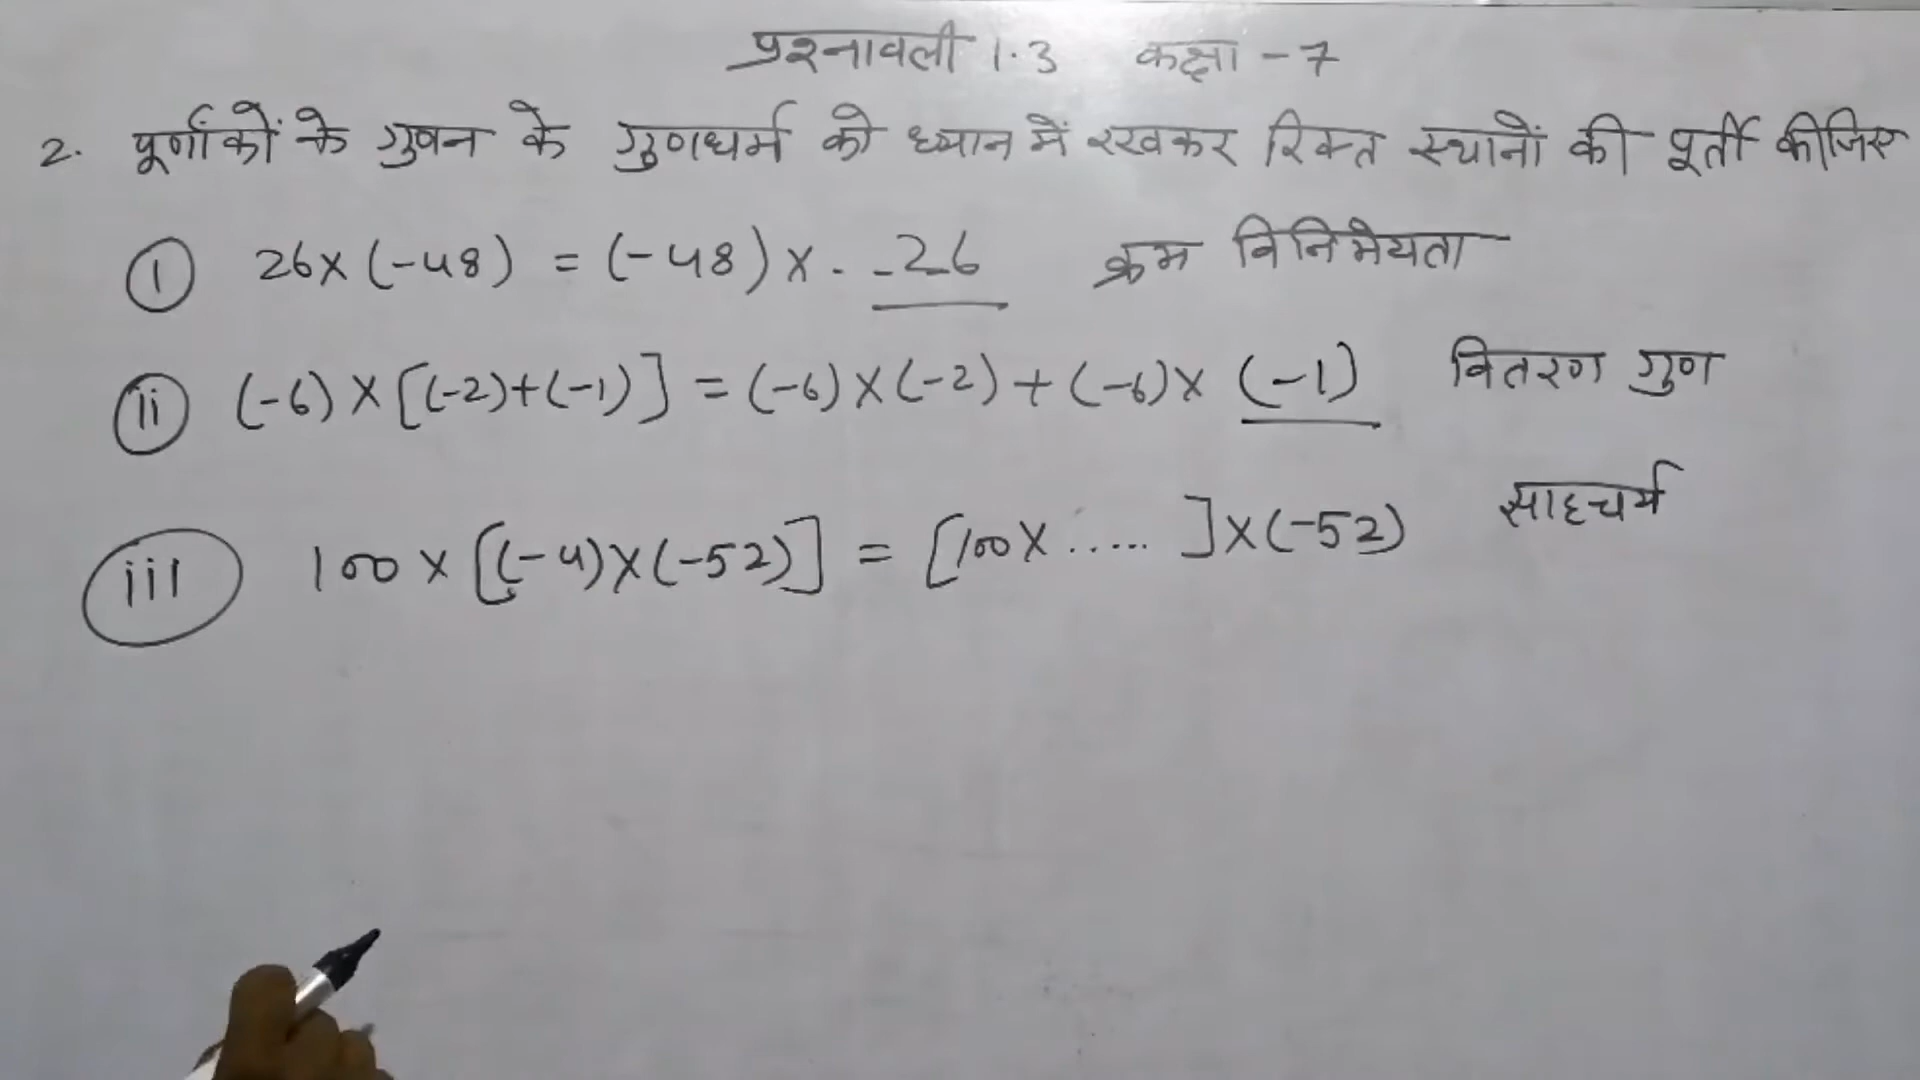 प्रश्नावली 1.3 कक्षा - 7
2. पूर्णांकों के गुणन के गुणधर्म को ध्यान में रखकर रिक्त स्थानों की पूर्ती कीजिए
(i) 26 × (-48) = (-48) × . . 26 क्रम विनिमेयता
(ii) (-6) × [(-2)+(-1)] = (-6) × (-2) + (-6) × (-1) वितरण गुण
(iii) 100 × [(-4)×(-52)] = [100 × ..... ] × (-52) साहचर्य